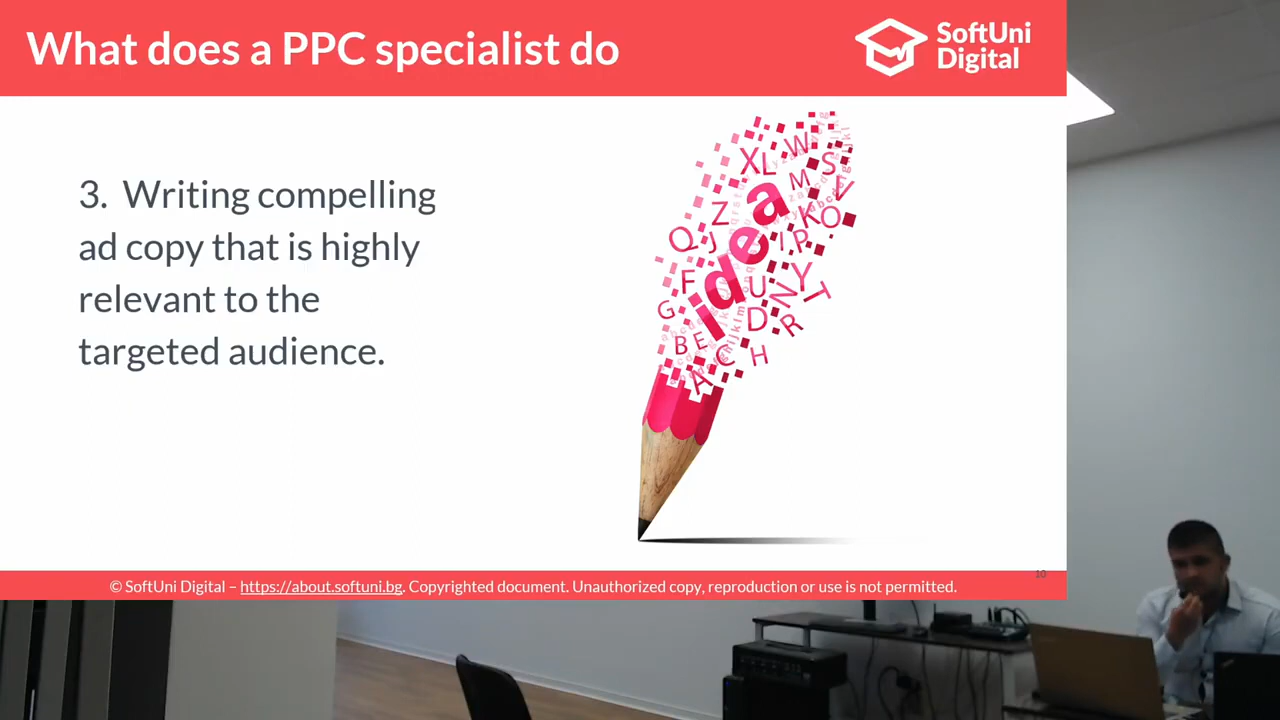 What does a PPC specialist do
SoftUni
Digital
3. Writing compelling
ad copy that is highly
relevant to the
targeted audience.
idea
X L W
M S
Z K O V
Q J I P
F U Y
G N T
D R
B E
C H
A
10
© SoftUni Digital – https://about.softuni.bg. Copyrighted document. Unauthorized copy, reproduction or use is not permitted.